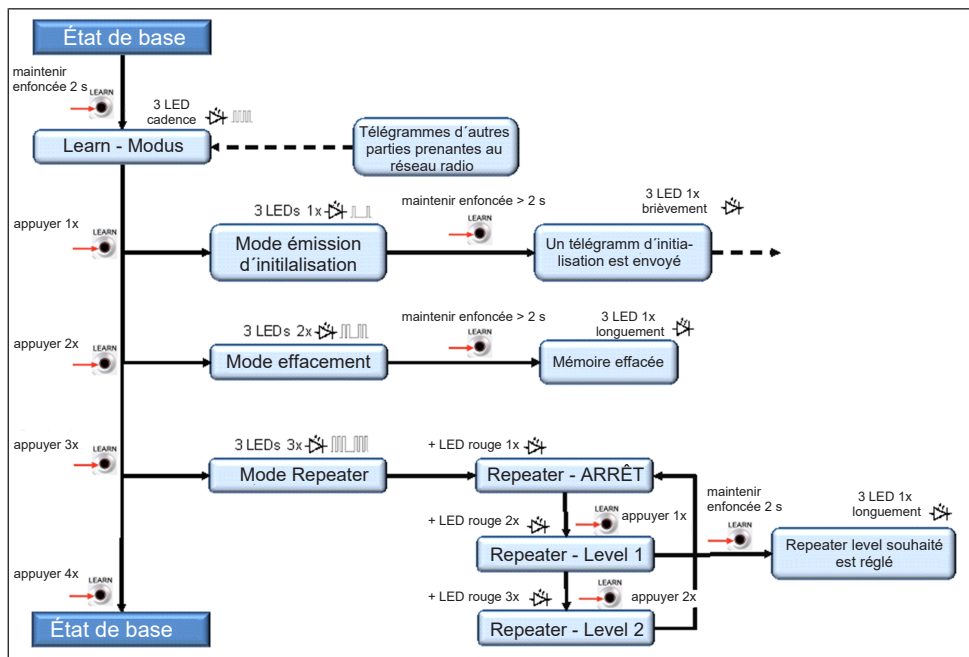 État de base
maintenir
enfoncée 2 s
LEARN
3 LED
cadence
Learn - Modus
Télégrammes d´autres
parties prenantes au
réseau radio
appuyer 1x
LEARN
3 LEDs 1x
Mode émission
d´initilalisation
maintenir enfoncée > 2 s
LEARN
3 LED 1x
brièvement
Un télégramm d´initia-
lisation est envoyé
appuyer 2x
LEARN
3 LEDs 2x
Mode effacement
maintenir enfoncée > 2 s
LEARN
3 LED 1x
longuement
Mémoire effacée
appuyer 3x
LEARN
3 LEDs 3x
Mode Repeater
+ LED rouge 1x
Repeater - ARRÊT
+ LED rouge 2x
LEARN
appuyer 1x
Repeater - Level 1
maintenir
enfoncée 2 s
LEARN
3 LED 1x
longuement
Repeater level souhaité
est réglé
+ LED rouge 3x
LEARN
appuyer 2x
Repeater - Level 2
appuyer 4x
LEARN
État de base